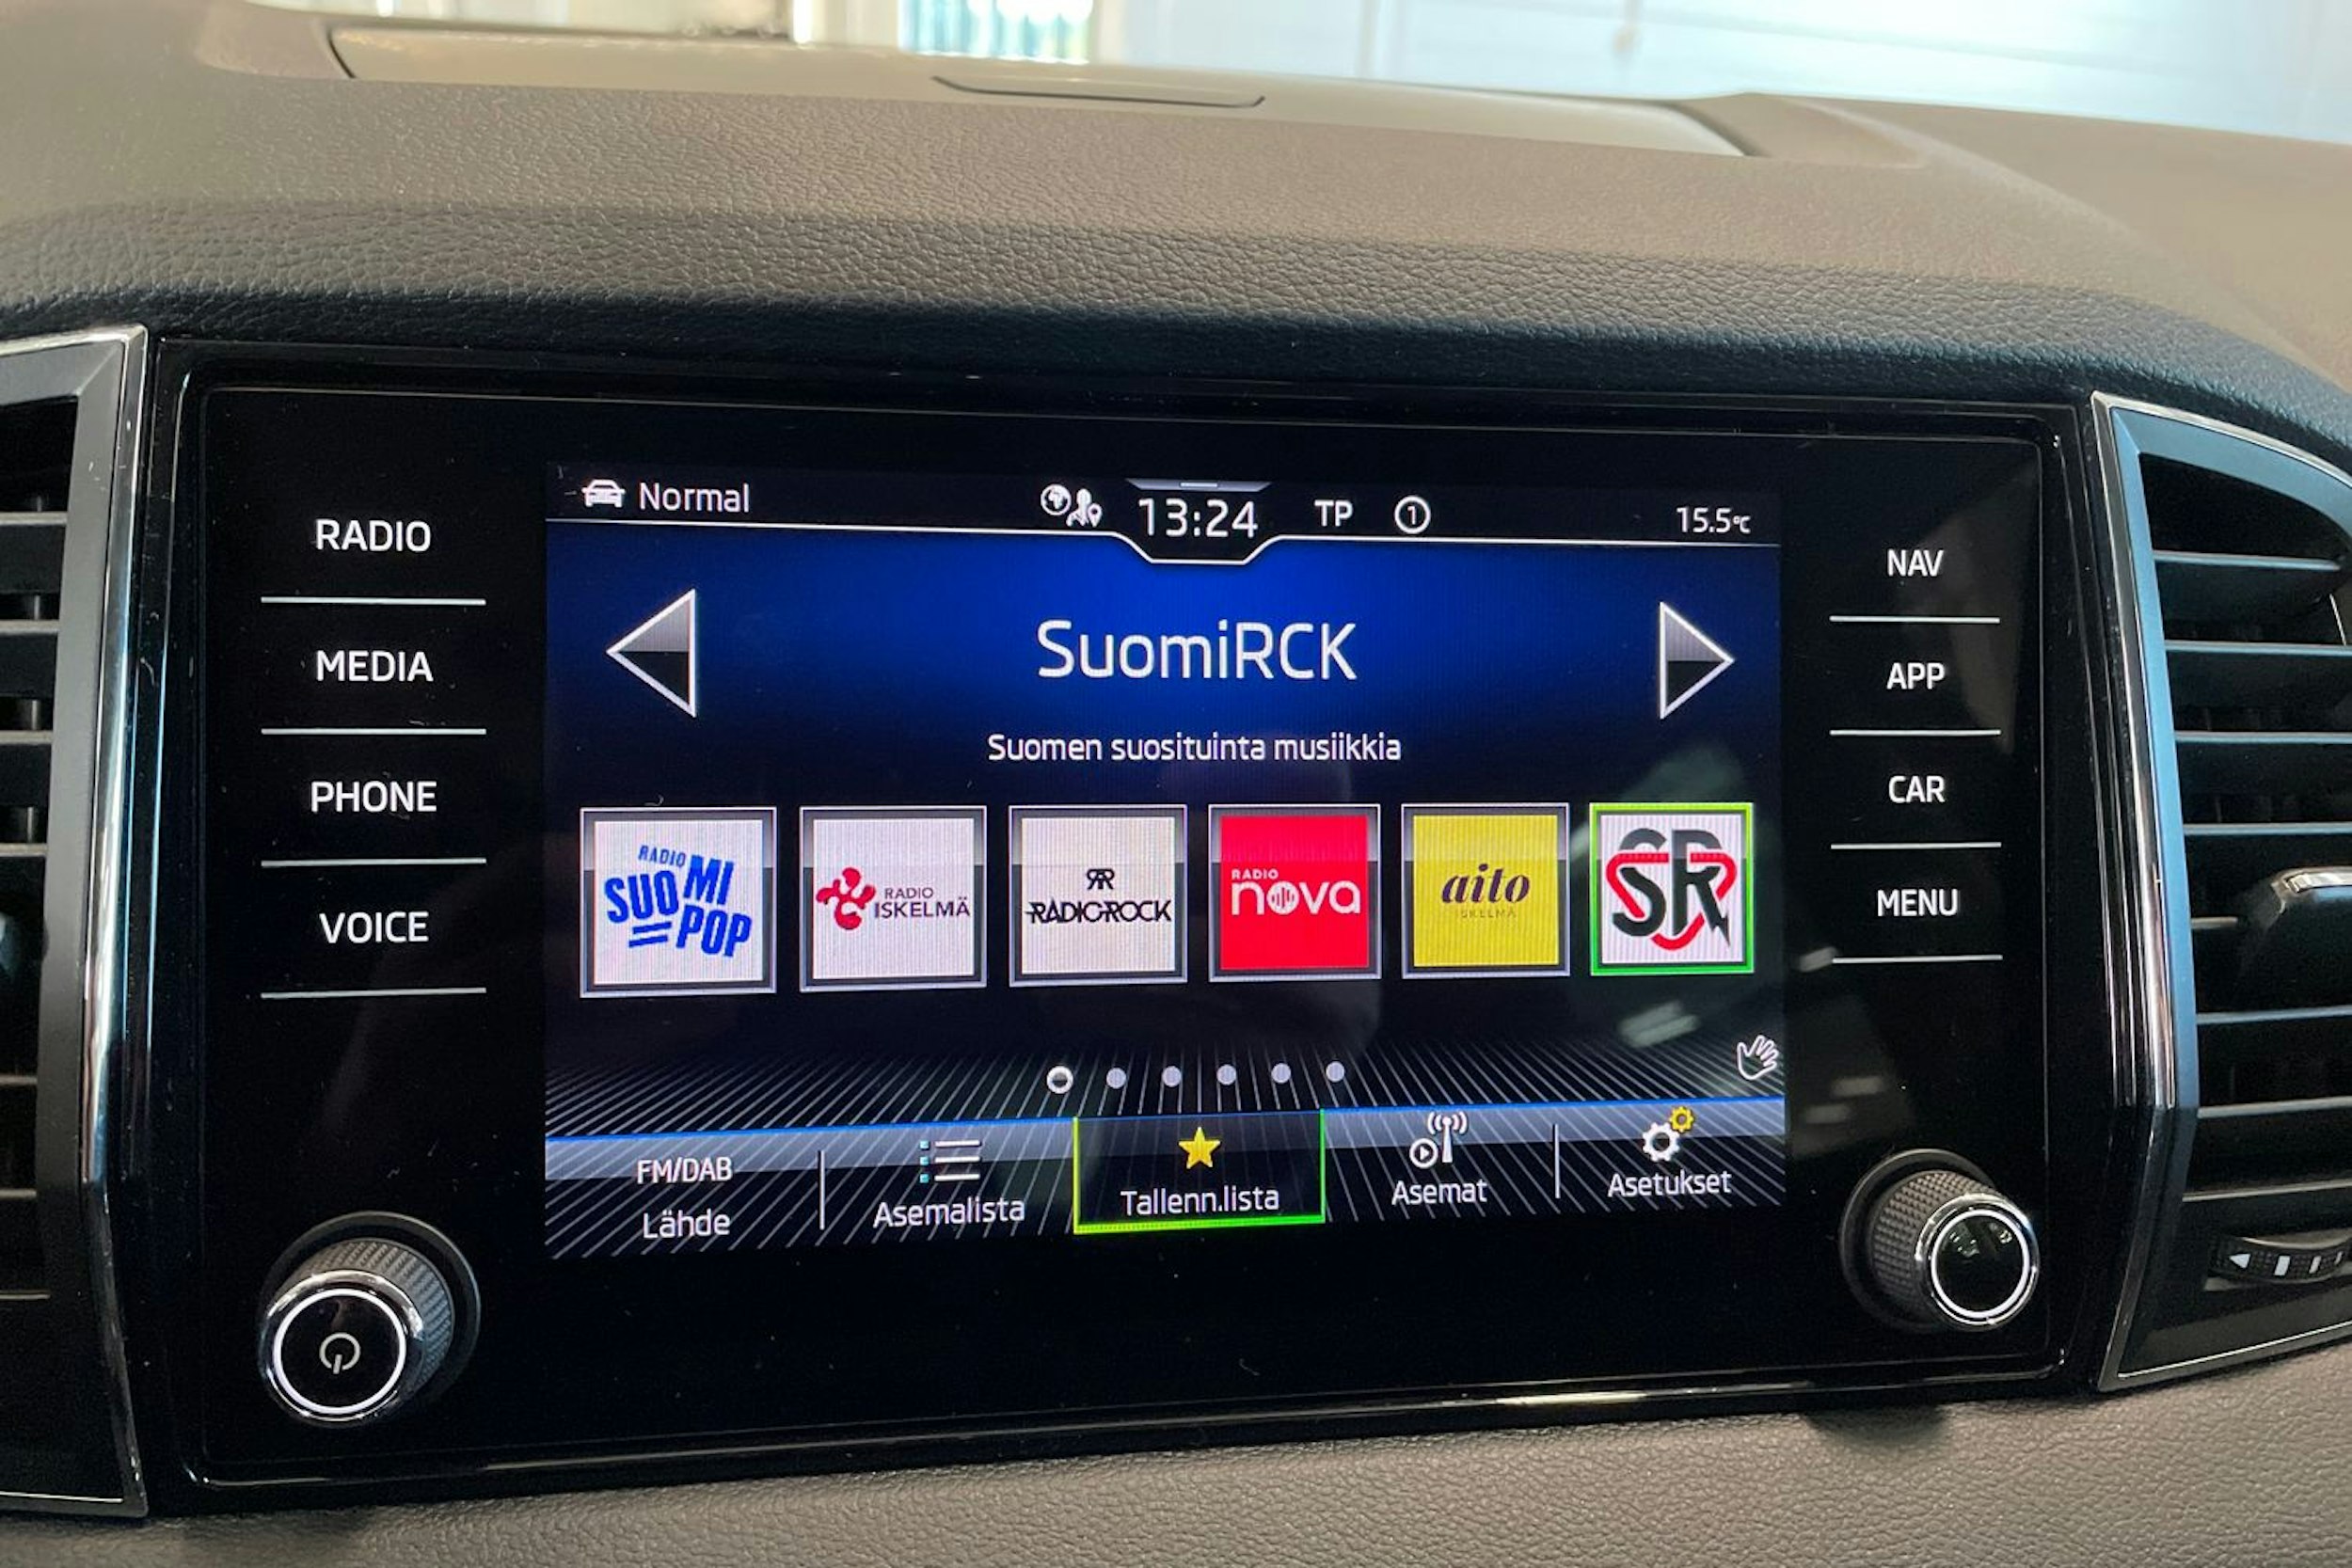 Normal
13:24
TP
1
15.5°C
RADIO
MEDIA
PHONE
VOICE
NAV
APP
CAR
MENU
SuomiRCK
Suomen suosituinta musiikkia
RADIO
SUOMI
POP
RADIO
ISKELMÄ
RR
RADIO ROCK
RADIO
nova
aito
ISKELMÄ
SR
FM/DAB
Lähde
Asemalista
Tallenn.lista
Asemat
Asetukset